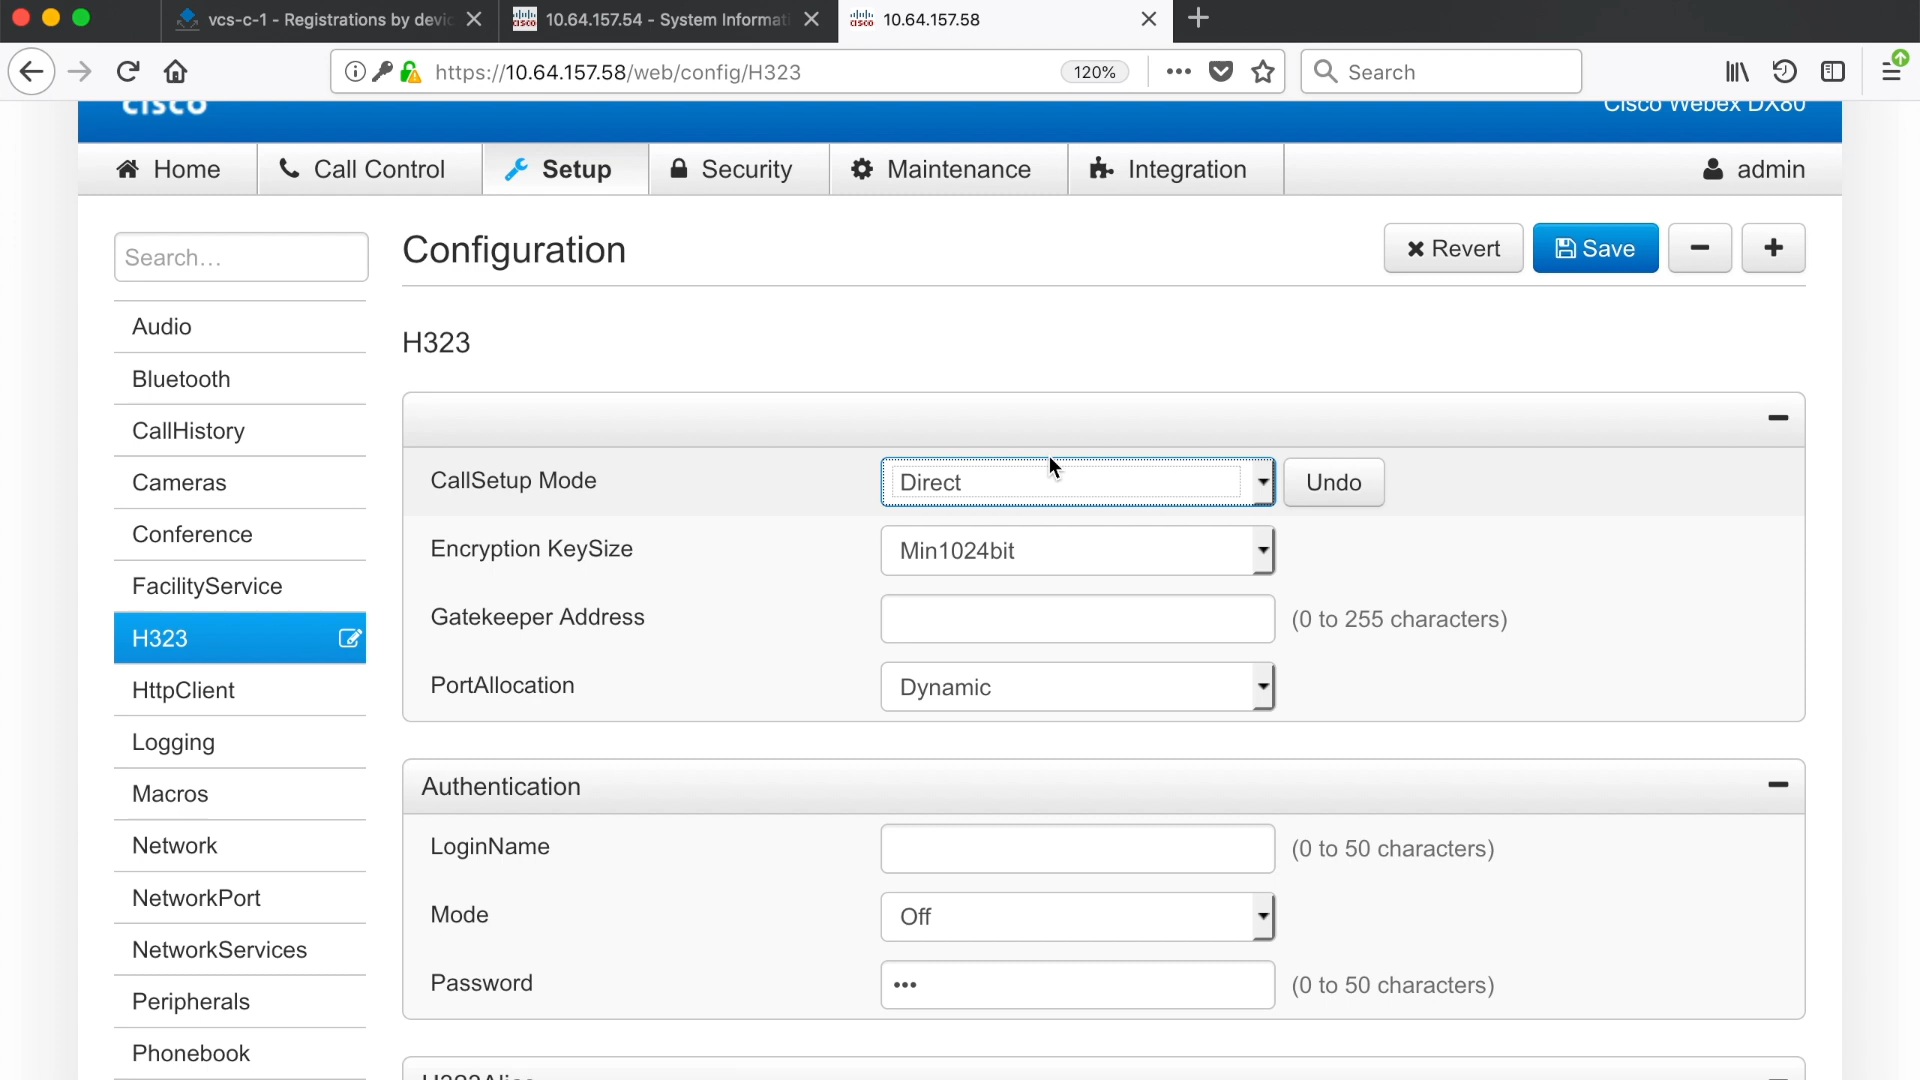 vcs-c-1 - Registrations by devic
10.64.157.54 - System Informati
10.64.157.58
https://10.64.157.58/web/config/H323
120%
Search
cisco
Cisco Webex DX80
Home
Call Control
Setup
Security
Maintenance
Integration
admin
Search...
Configuration
Revert
Save
Audio
Bluetooth
CallHistory
Cameras
Conference
FacilityService
H323
HttpClient
Logging
Macros
Network
NetworkPort
NetworkServices
Peripherals
Phonebook
H323
CallSetup Mode
Direct
Undo
Encryption KeySize
Min1024bit
Gatekeeper Address
(0 to 255 characters)
PortAllocation
Dynamic
Authentication
LoginName
(0 to 50 characters)
Mode
Off
Password
•••
(0 to 50 characters)
H323Alias